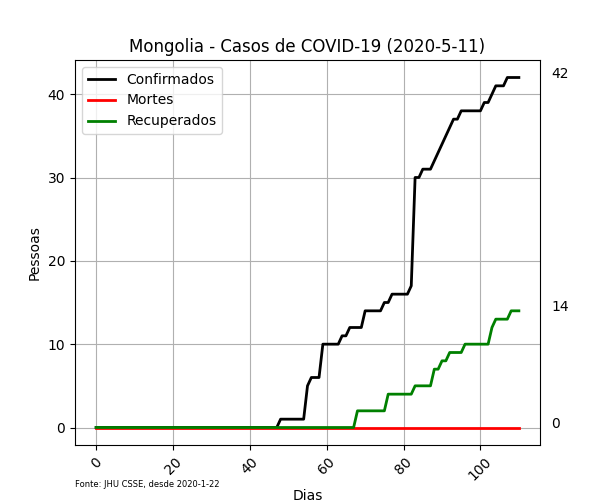 Mongolia - Casos de COVID-19 (2020-5-11)
Confirmados
Mortes
Recuperados
Pessoas
40
30
20
10
0
42
14
0
0
20
40
60
80
100
Fonte: JHU CSSE, desde 2020-1-22
Dias